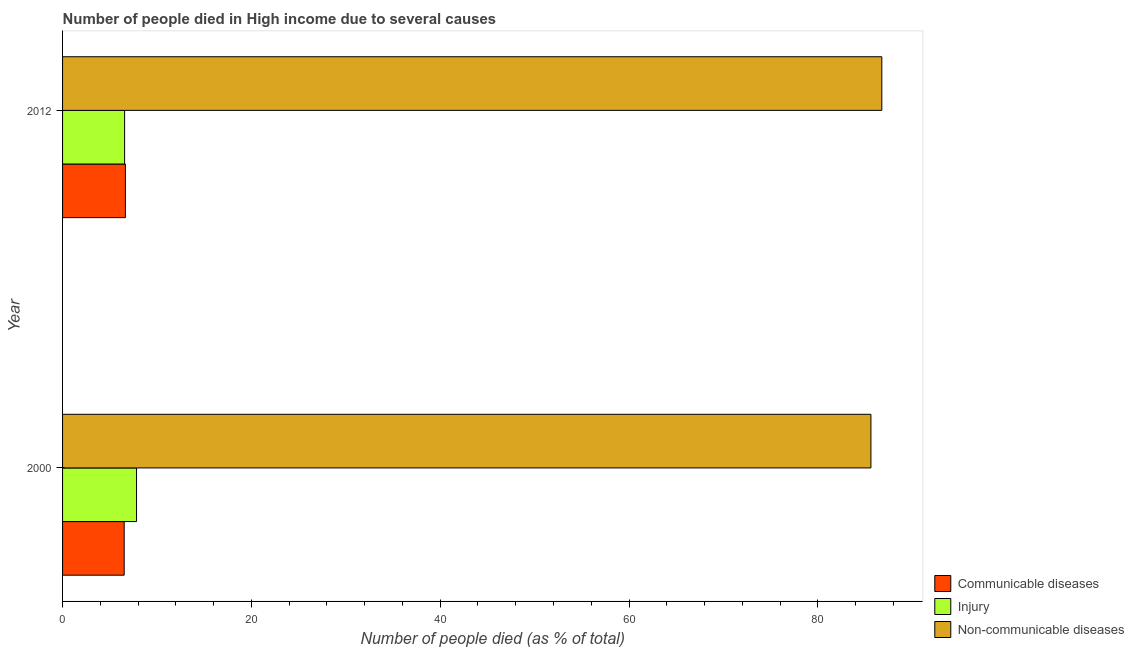 Number of people died in High income due to several causes
2012
2000
Year
0
20
40
60
80
Number of people died (as % of total)
Communicable diseases
Injury
Non-communicable diseases